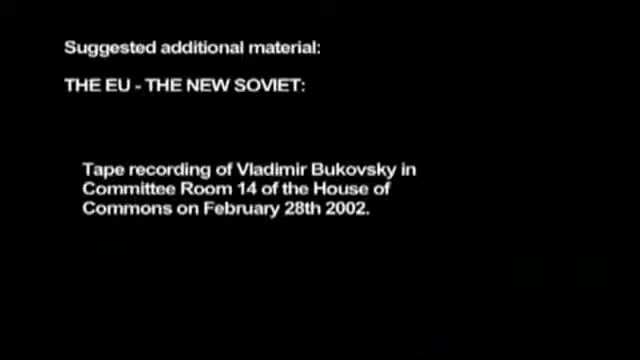 Suggested additional material:
THE EU - THE NEW SOVIET:
Tape recording of Vladimir Bukovsky in
Committee Room 14 of the House of
Commons on February 28th 2002.